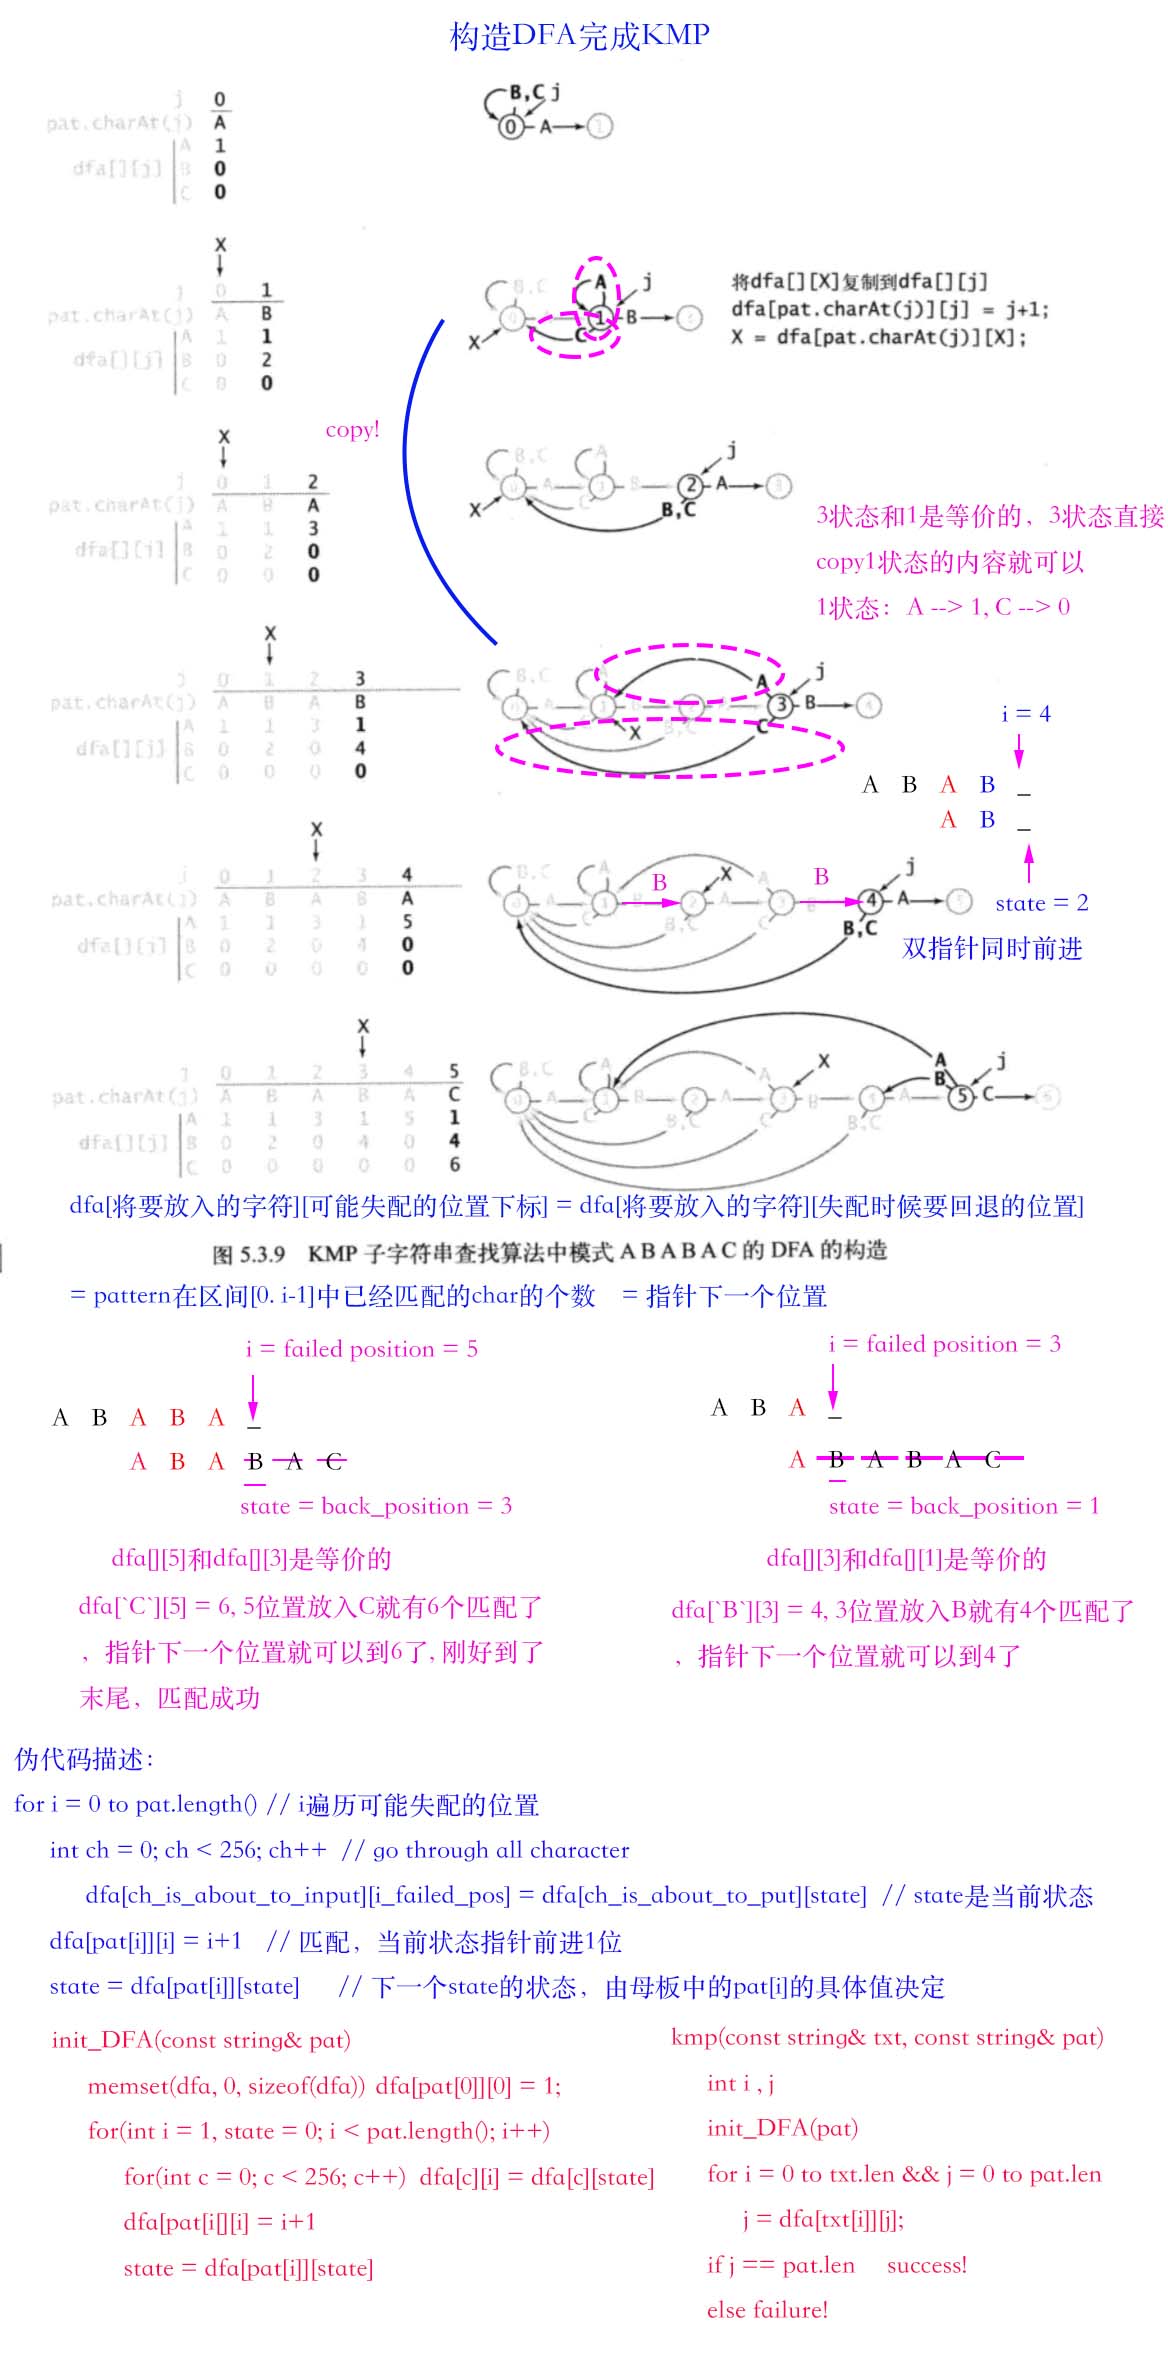 构造DFA完成KMP
j 0
pat.charAt(j) A
A 1
dfa[][j] B 0
C 0
B,C j
0 A 1
X
j 0 1
pat.charAt(j) A B
A 1 1
dfa[][j] B 0 2
C 0 0
B,C A j
0 1 B 2
X C
将dfa[][X]复制到dfa[][j]
dfa[pat.charAt(j)][j] = j+1;
X = dfa[pat.charAt(j)][X];
copy!
X
j 0 1 2
pat.charAt(j) A B A
A 1 1 3
dfa[][j] B 0 2 0
C 0 0 0
B,C A j
0 A 1 B 2 A 3
X C B,C
3状态和1是等价的，3状态直接
copy1状态的内容就可以
1状态：A --> 1, C --> 0
X
j 0 1 2 3
pat.charAt(j) A B A B
A 1 1 3 1
dfa[][j] B 0 2 0 4
C 0 0 0 0
B,C A A j
0 A 1 B 2 A 3 B 4
X B,C C
i = 4
A B A B _
A B _
state = 2
双指针同时前进
X
j 0 1 2 3 4
pat.charAt(j) A B A B A
A 1 1 3 1 5
dfa[][j] B 0 2 0 4 0
C 0 0 0 0 0
B,C A B X A B j
0 A 1 2 A 3 B 4 A 5
C B,C C B,C
X
j 0 1 2 3 4 5
pat.charAt(j) A B A B A C
A 1 1 3 1 5 1
dfa[][j] B 0 2 0 4 0 4
C 0 0 0 0 0 6
B,C A A X A B j
0 A 1 B 2 A 3 B 4 A 5 C 6
C B,C C B,C
dfa[将要放入的字符][可能失配的位置下标] = dfa[将要放入的字符][失配时候要回退的位置]
图 5.3.9 KMP 子字符串查找算法中模式 A B A B A C 的 DFA 的构造
= pattern在区间[0. i-1]中已经匹配的char的个数 = 指针下一个位置
i = failed position = 5
A B A B A _
A B A B A C
state = back_position = 3
dfa[][5]和dfa[][3]是等价的
dfa[`C`][5] = 6, 5位置放入C就有6个匹配了
，指针下一个位置就可以到6了, 刚好到了
末尾，匹配成功
i = failed position = 3
A B A _
A B A B A C
state = back_position = 1
dfa[][3]和dfa[][1]是等价的
dfa[`B`][3] = 4, 3位置放入B就有4个匹配了
，指针下一个位置就可以到4了
伪代码描述：
for i = 0 to pat.length() // i遍历可能失配的位置
int ch = 0; ch < 256; ch++ // go through all character
dfa[ch_is_about_to_input][i_failed_pos] = dfa[ch_is_about_to_put][state] // state是当前状态
dfa[pat[i]][i] = i+1 // 匹配，当前状态指针前进1位
state = dfa[pat[i]][state] // 下一个state的状态，由母板中的pat[i]的具体值决定
init_DFA(const string& pat)
memset(dfa, 0, sizeof(dfa)) dfa[pat[0]][0] = 1;
for(int i = 1, state = 0; i < pat.length(); i++)
for(int c = 0; c < 256; c++) dfa[c][i] = dfa[c][state]
dfa[pat[i[][i] = i+1
state = dfa[pat[i]][state]
kmp(const string& txt, const string& pat)
int i , j
init_DFA(pat)
for i = 0 to txt.len && j = 0 to pat.len
j = dfa[txt[i]][j];
if j == pat.len success!
else failure!